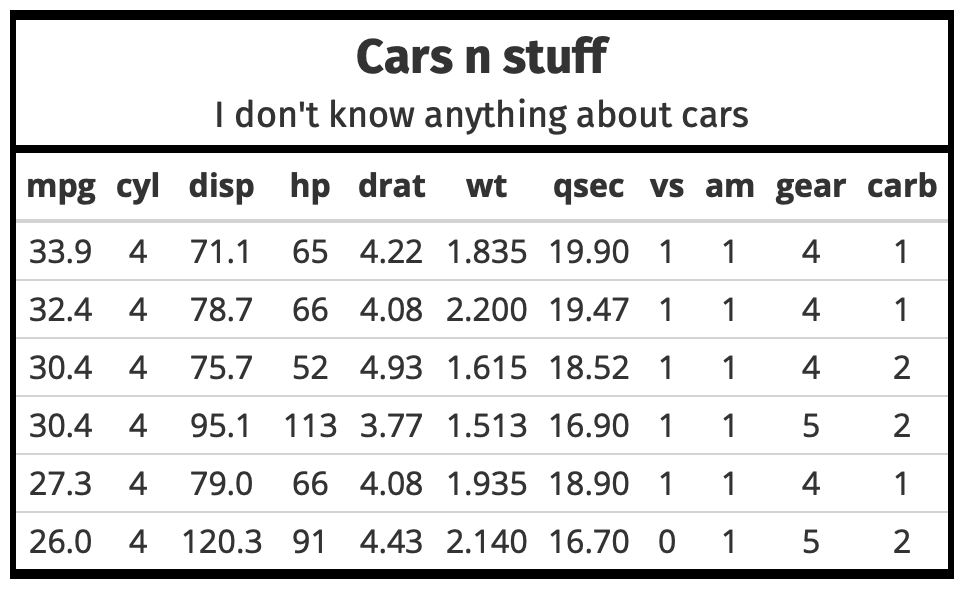 Cars n stuff
I don't know anything about cars
mpg cyl disp hp drat wt qsec vs am gear carb
33.9 4 71.1 65 4.22 1.835 19.90 1 1 4 1
32.4 4 78.7 66 4.08 2.200 19.47 1 1 4 1
30.4 4 75.7 52 4.93 1.615 18.52 1 1 4 2
30.4 4 95.1 113 3.77 1.513 16.90 1 1 5 2
27.3 4 79.0 66 4.08 1.935 18.90 1 1 4 1
26.0 4 120.3 91 4.43 2.140 16.70 0 1 5 2